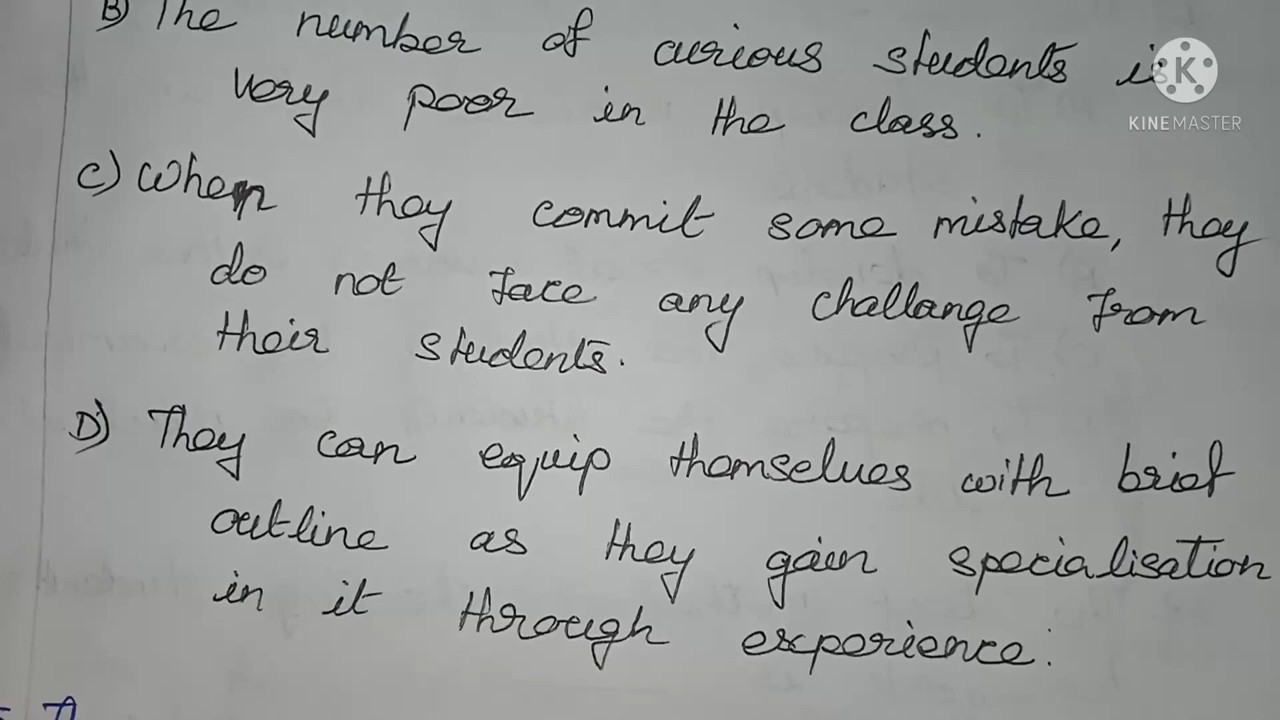 B) The number of curious students is
very poor in the class.
KINEMASTER
C) When they commit some mistake, they
do not face any challange from
their students.
D) They can equip themselves with brief
outline as they gain specialisation
in it through experience.